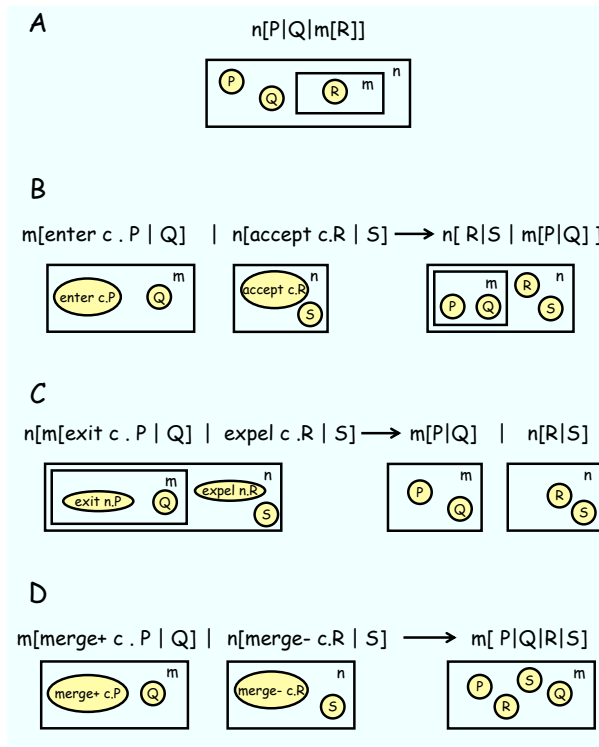 A
n[P|Q|m[R]]
n
P
m
R
Q
B
m[enter c . P | Q] | n[accept c.R | S] → n[ R|S | m[P|Q] ]
m n m n
enter c.P Q accept c.R P Q R
S S
C
n[m[exit c . P | Q] | expel c .R | S] → m[P|Q] | n[R|S]
m n m n
exit n.P Q expel n.R P R
S Q S
D
m[merge+ c . P | Q] | n[merge- c.R | S] → m[ P|Q|R|S]
m n m
merge+ c.P Q merge- c.R P S Q
S R